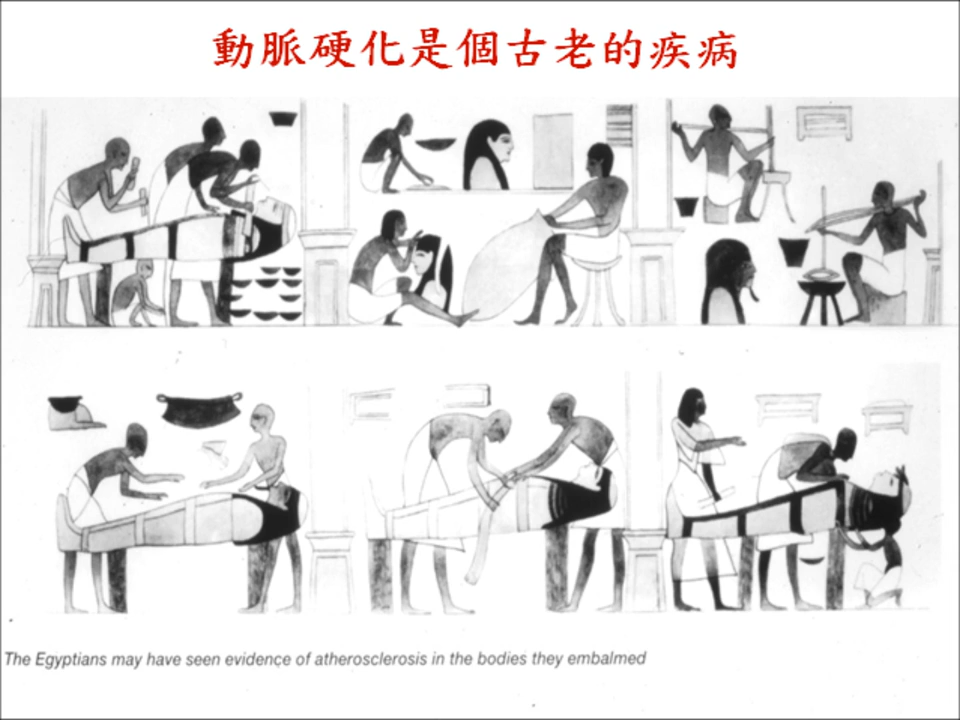 動脈硬化是個古老的疾病
The Egyptians may have seen evidence of atherosclerosis in the bodies they embalmed